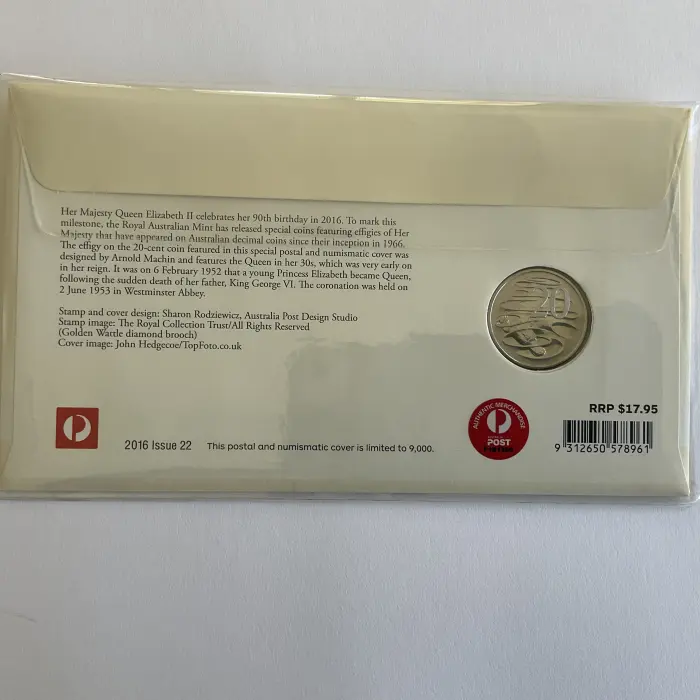 Her Majesty Queen Elizabeth II celebrates her 90th birthday in 2016. To mark this
milestone, the Royal Australian Mint has released special coins featuring effigies of Her
Majesty that have appeared on Australian decimal coins since their inception in 1966.
The effigy on the 20-cent coin featured in this special postal and numismatic cover was
designed by Arnold Machin and features the Queen in her 30s, which was very early on
in her reign. It was on 6 February 1952 that a young Princess Elizabeth became Queen,
following the sudden death of her father, King George VI. The coronation was held on
2 June 1953 in Westminster Abbey.
Stamp and cover design: Sharon Rodziewicz, Australia Post Design Studio
Stamp image: The Royal Collection Trust/All Rights Reserved
(Golden Wattle diamond brooch)
Cover image: John Hedgecoe/TopFoto.co.uk
20
2016 Issue 22
This postal and numismatic cover is limited to 9,000.
AUTHENTIC MERCHANDISE
POST
RRP $17.95
9 312650 578961